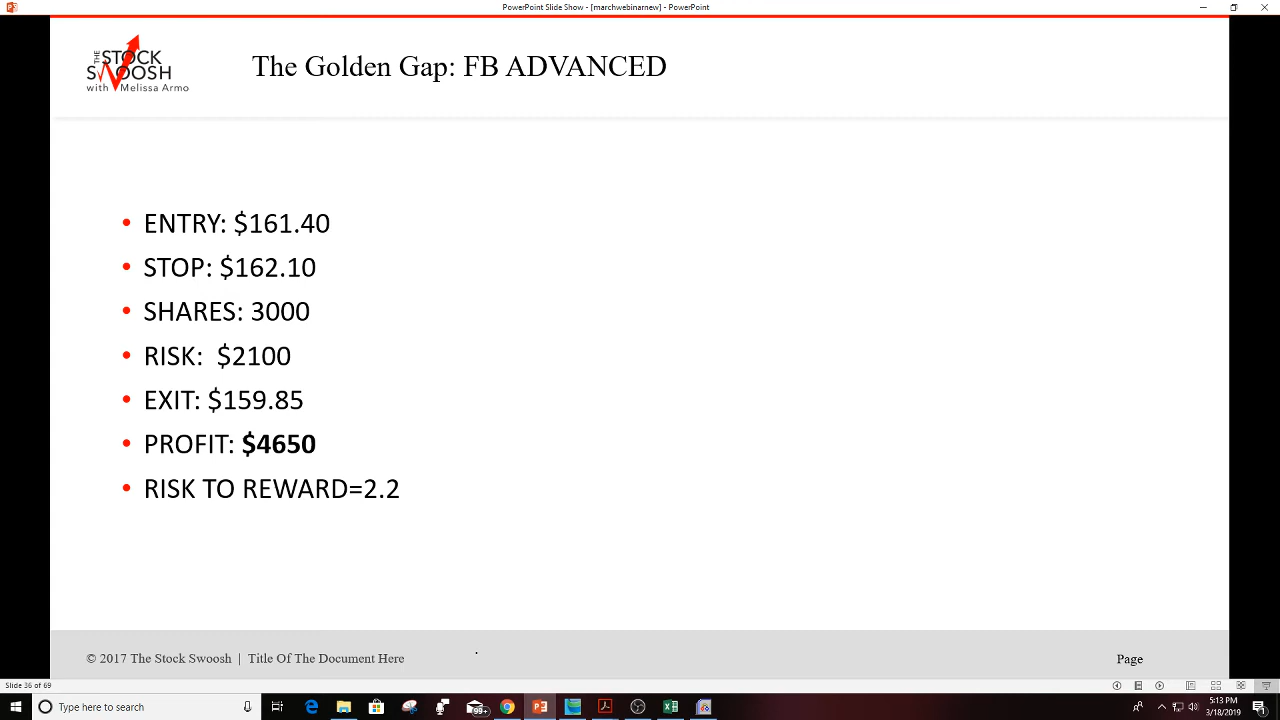 PowerPoint Slide Show - [marchwebinarnew] - PowerPoint
THE STOCK
SWOOSH
with Melissa Armo
The Golden Gap: FB ADVANCED
• ENTRY: $161.40
• STOP: $162.10
• SHARES: 3000
• RISK:  $2100
• EXIT: $159.85
• PROFIT: $4650
• RISK TO REWARD=2.2
© 2017 The Stock Swoosh | Title Of The Document Here
Page
Slide 36 of 69
Type here to search
99+
5:13 PM
3/18/2019